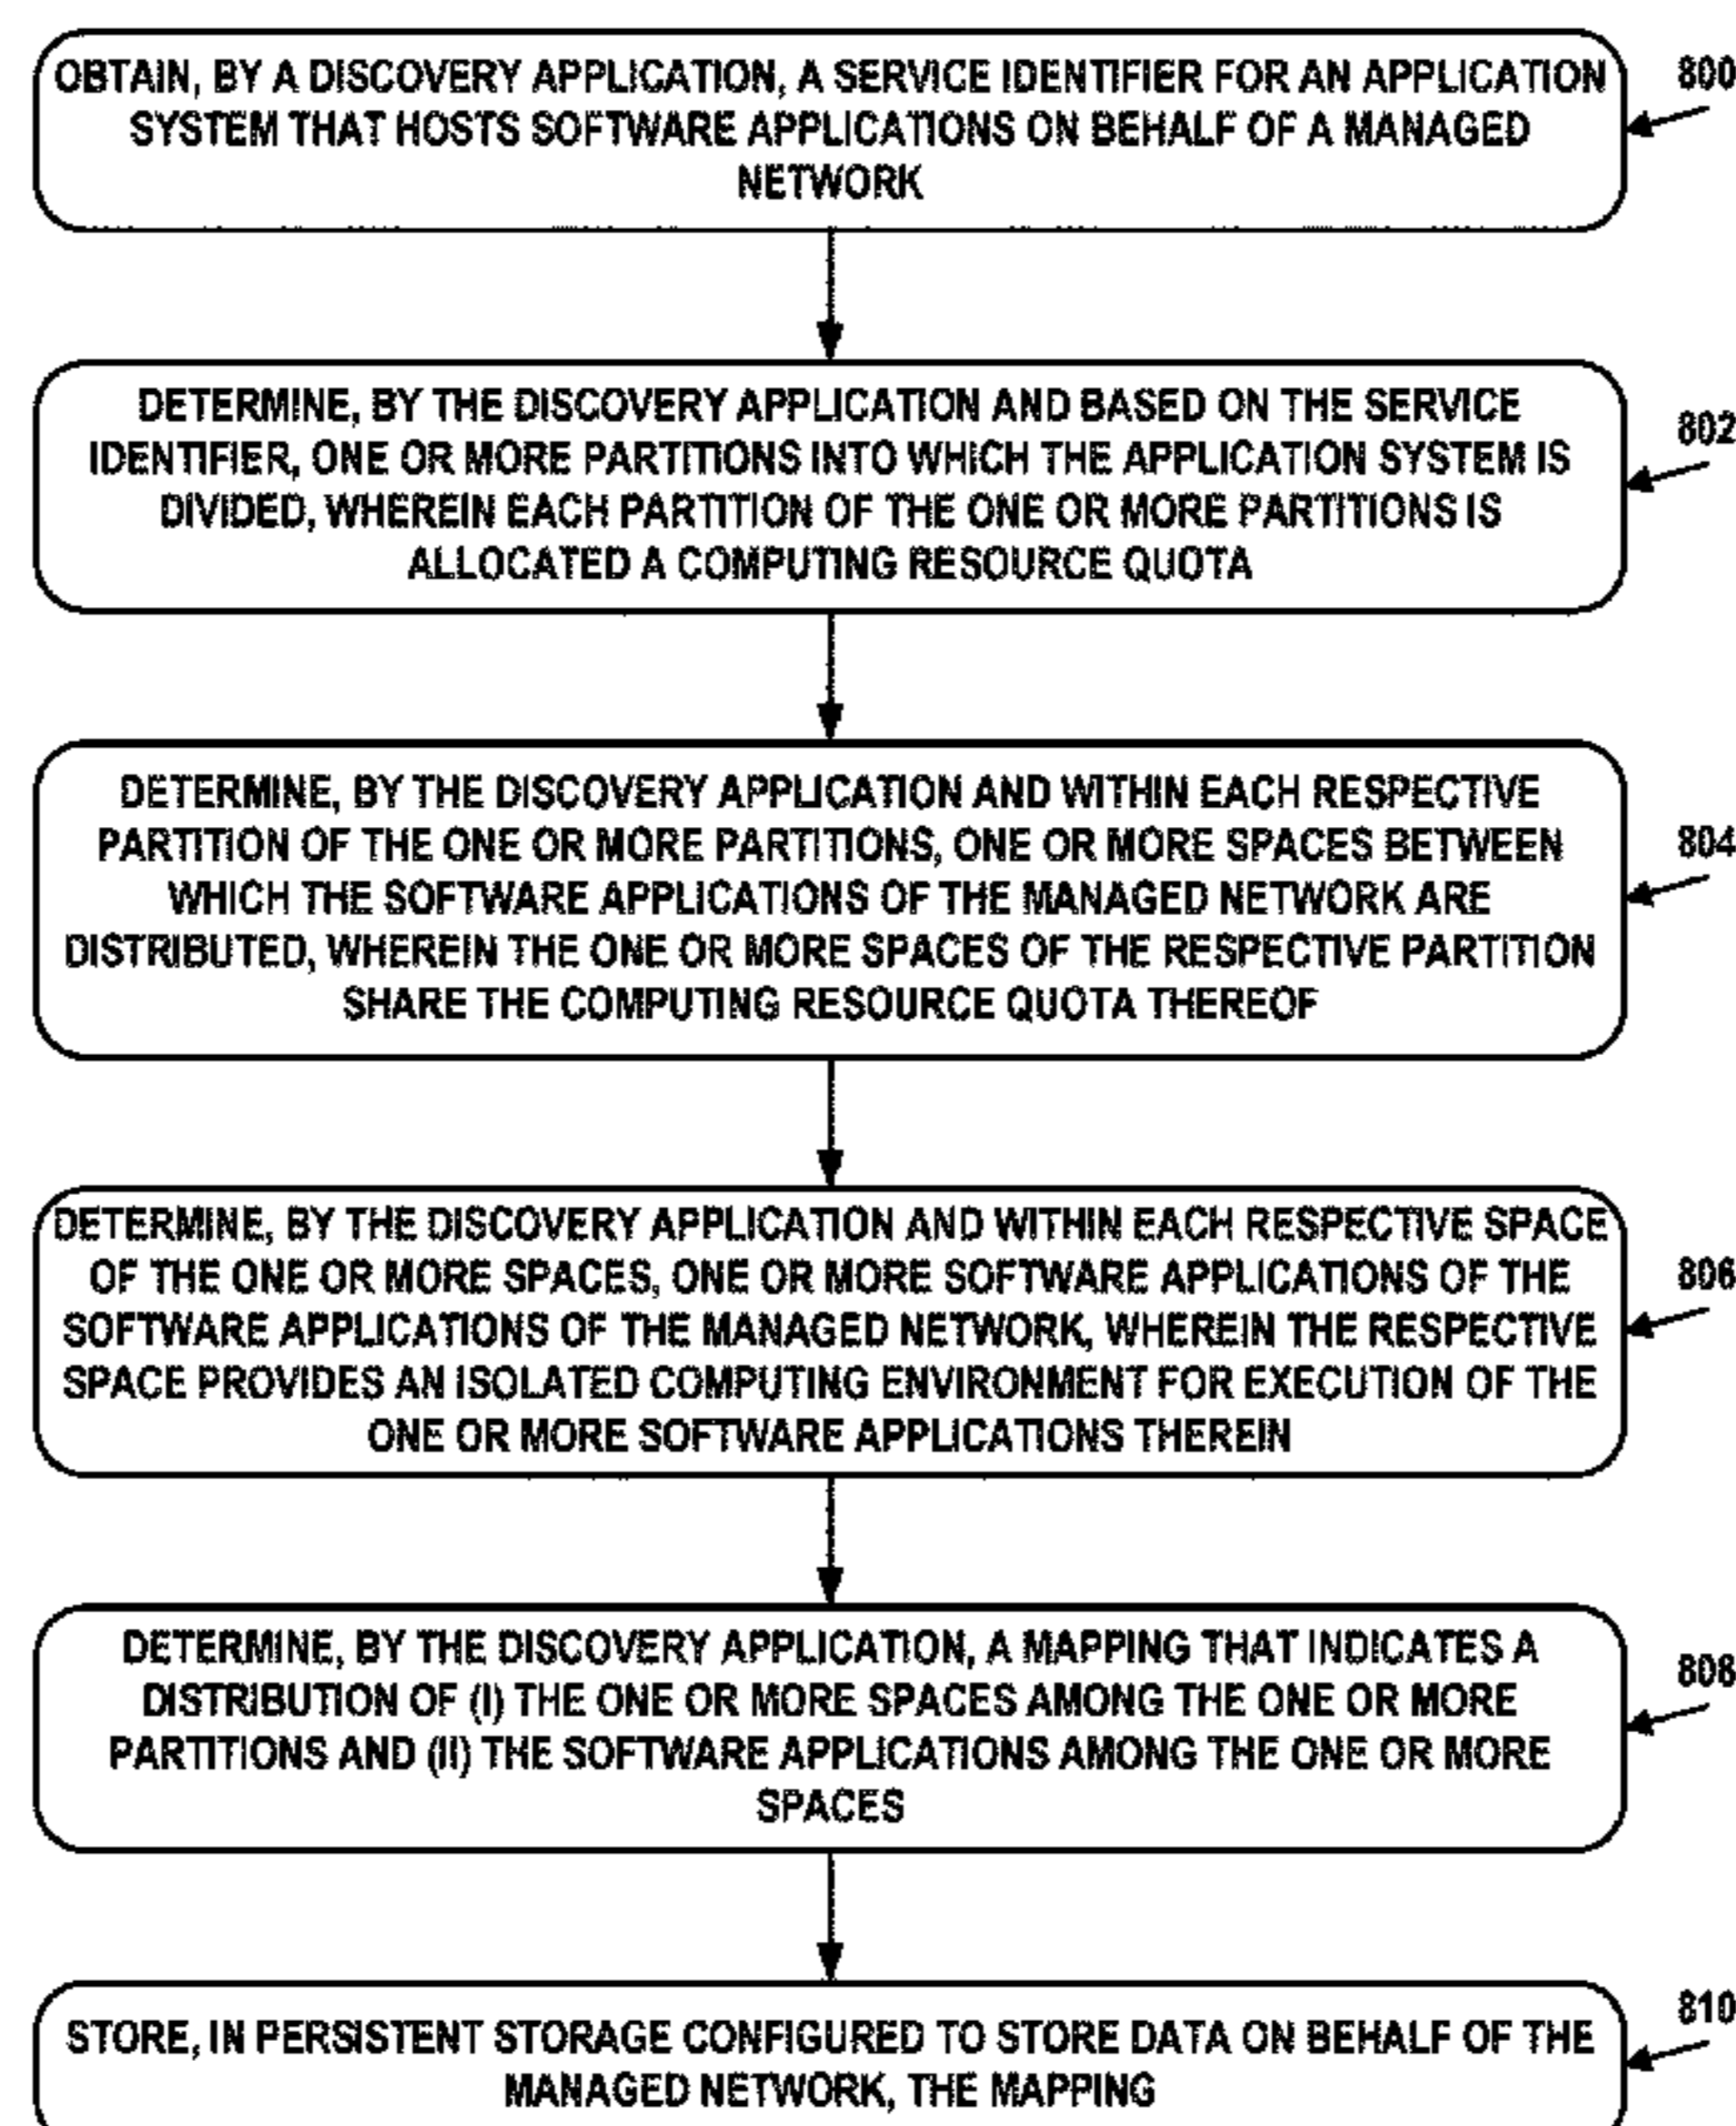 OBTAIN, BY A DISCOVERY APPLICATION, A SERVICE IDENTIFIER FOR AN APPLICATION
SYSTEM THAT HOSTS SOFTWARE APPLICATIONS ON BEHALF OF A MANAGED
NETWORK
800
DETERMINE, BY THE DISCOVERY APPLICATION AND BASED ON THE SERVICE
IDENTIFIER, ONE OR MORE PARTITIONS INTO WHICH THE APPLICATION SYSTEM IS
DIVIDED, WHEREIN EACH PARTITION OF THE ONE OR MORE PARTITIONS IS
ALLOCATED A COMPUTING RESOURCE QUOTA
802
DETERMINE, BY THE DISCOVERY APPLICATION AND WITHIN EACH RESPECTIVE
PARTITION OF THE ONE OR MORE PARTITIONS, ONE OR MORE SPACES BETWEEN
WHICH THE SOFTWARE APPLICATIONS OF THE MANAGED NETWORK ARE
DISTRIBUTED, WHEREIN THE ONE OR MORE SPACES OF THE RESPECTIVE PARTITION
SHARE THE COMPUTING RESOURCE QUOTA THEREOF
804
DETERMINE, BY THE DISCOVERY APPLICATION AND WITHIN EACH RESPECTIVE SPACE
OF THE ONE OR MORE SPACES, ONE OR MORE SOFTWARE APPLICATIONS OF THE
SOFTWARE APPLICATIONS OF THE MANAGED NETWORK, WHEREIN THE RESPECTIVE
SPACE PROVIDES AN ISOLATED COMPUTING ENVIRONMENT FOR EXECUTION OF THE
ONE OR MORE SOFTWARE APPLICATIONS THEREIN
806
DETERMINE, BY THE DISCOVERY APPLICATION, A MAPPING THAT INDICATES A
DISTRIBUTION OF (I) THE ONE OR MORE SPACES AMONG THE ONE OR MORE
PARTITIONS AND (II) THE SOFTWARE APPLICATIONS AMONG THE ONE OR MORE
SPACES
808
STORE, IN PERSISTENT STORAGE CONFIGURED TO STORE DATA ON BEHALF OF THE
MANAGED NETWORK, THE MAPPING
810